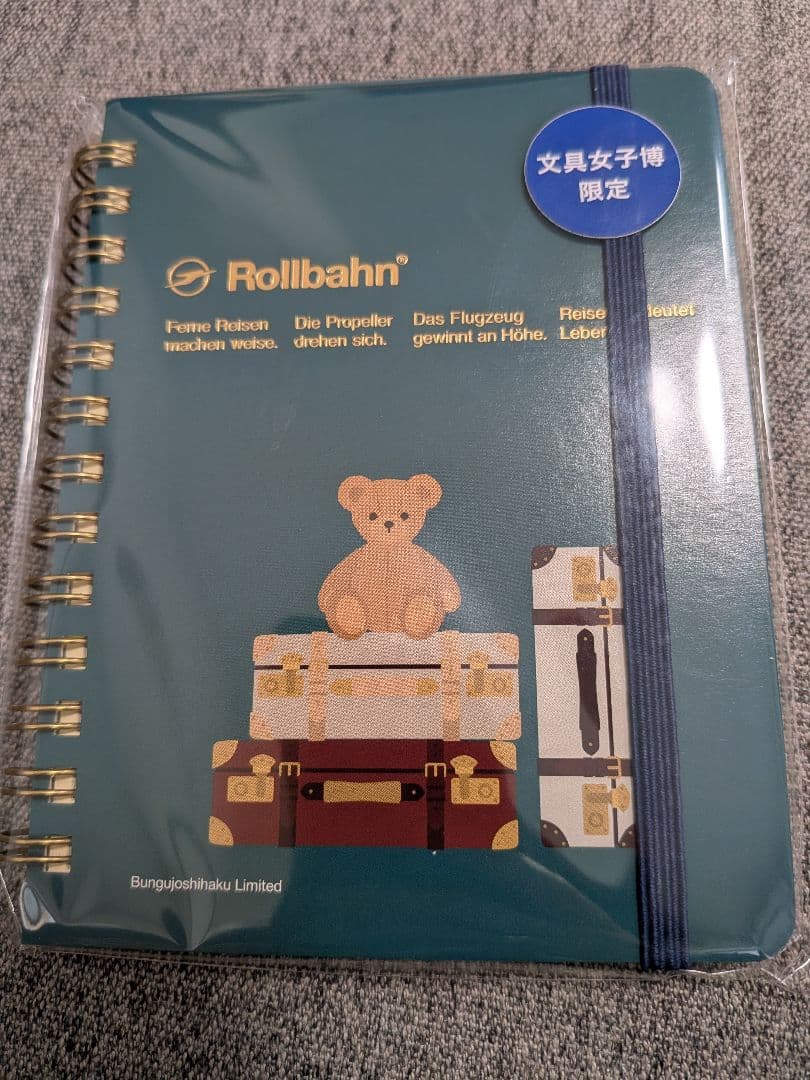 文具女子博
限定
Rollbahn®
Ferne Reisen
machen weise.
Die Propeller
drehen sich.
Das Flugzeug
gewinnt an Höhe.
Reise
Bungujoshihaku Limited